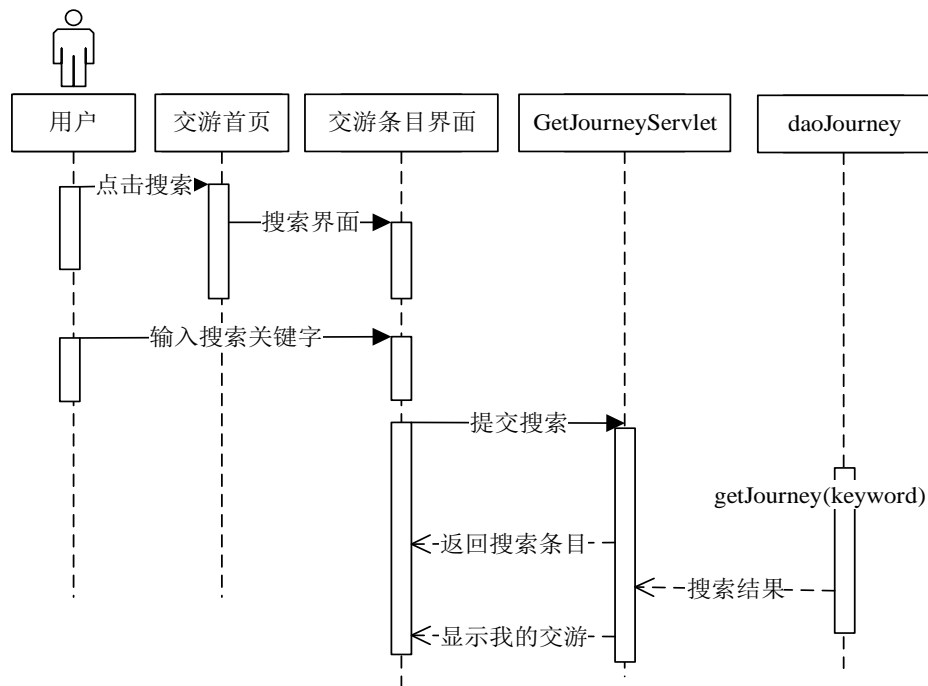 用户
交游首页
交游条目界面
GetJourneyServlet
daoJourney
点击搜索
搜索界面
输入搜索关键字
提交搜索
getJourney(keyword)
返回搜索条目
搜索结果
显示我的交游